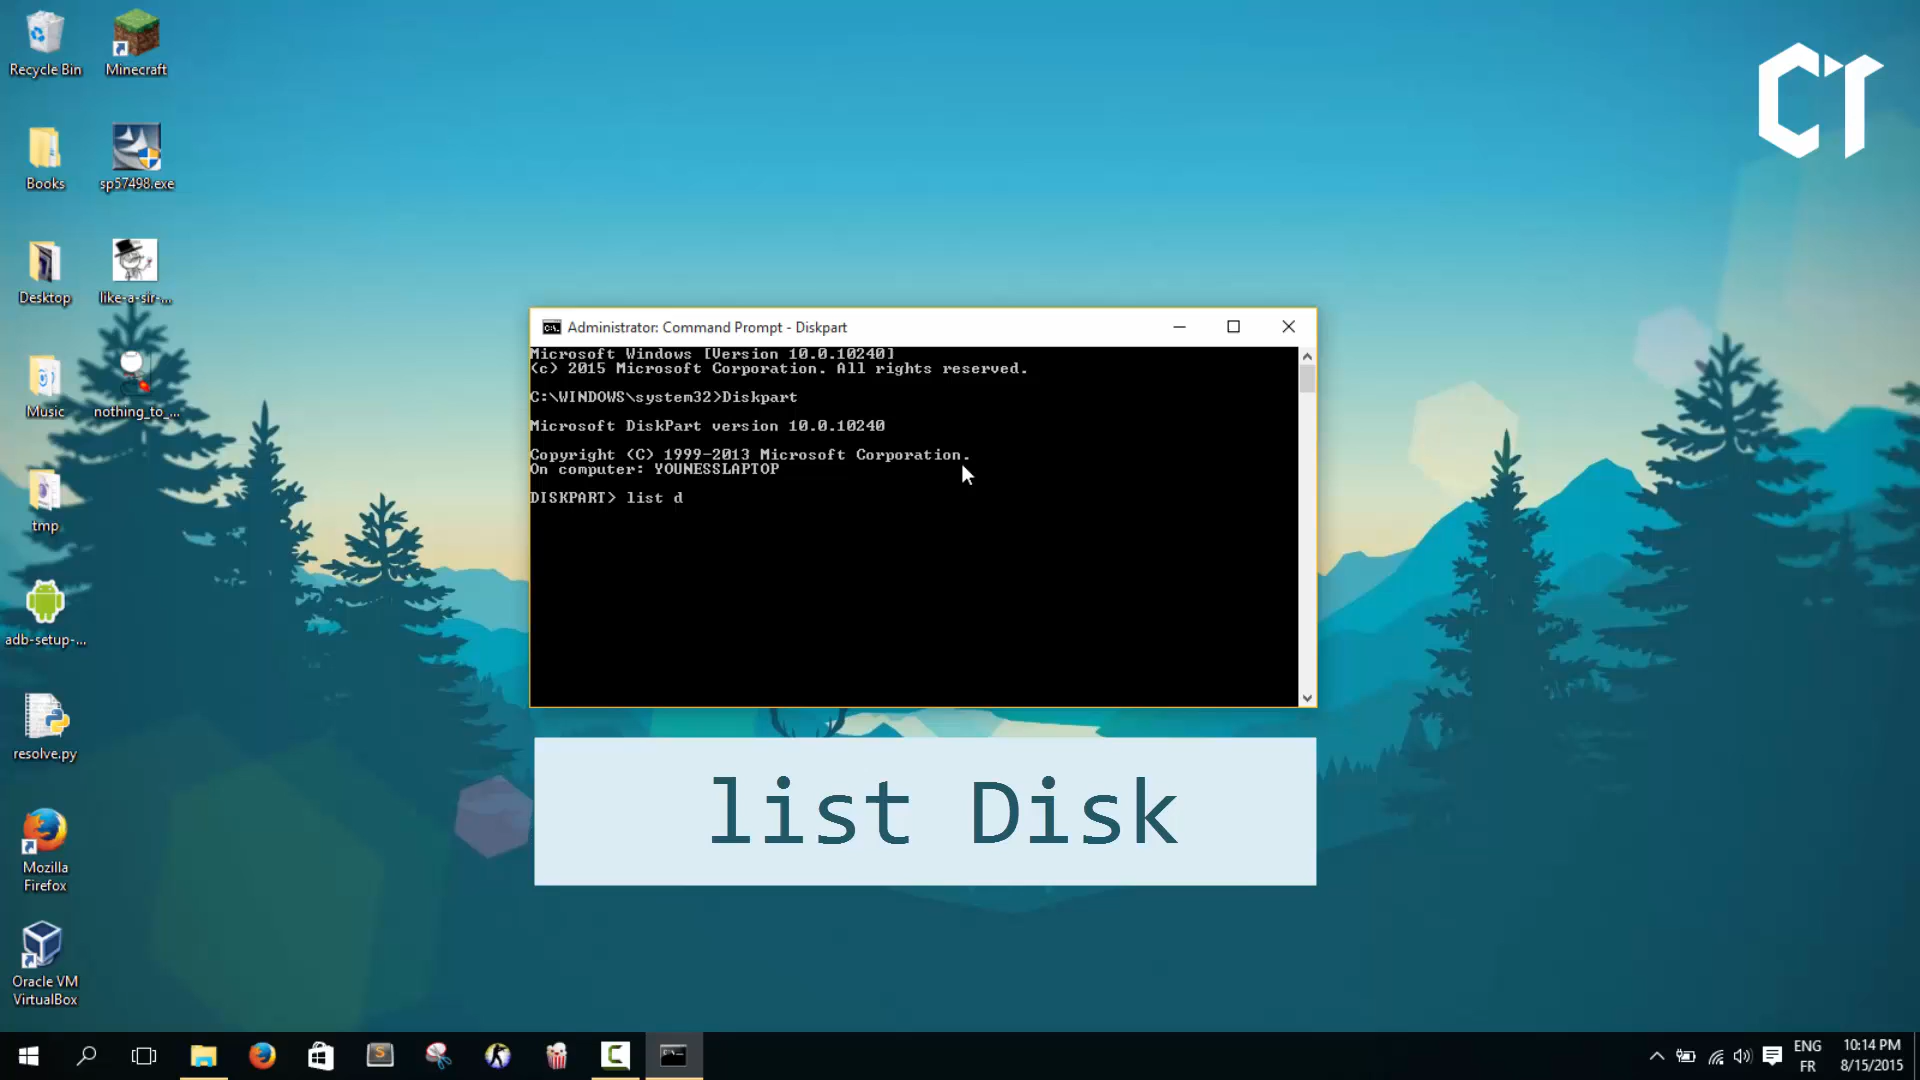 Recycle Bin
Minecraft
Books
sp57498.exe
Desktop
like-a-sir-...
Music
nothing_to_...
tmp
adb-setup-...
resolve.py
Mozilla
Firefox
Oracle VM
VirtualBox
CT
Administrator: Command Prompt - Diskpart
Microsoft Windows [Version 10.0.10240]
(c) 2015 Microsoft Corporation. All rights reserved.
C:\WINDOWS\system32>Diskpart
Microsoft DiskPart version 10.0.10240
Copyright (C) 1999-2013 Microsoft Corporation.
On computer: YOUNESSLAPTOP
DISKPART> list d
list Disk
ENG
FR
10:14 PM
8/15/2015